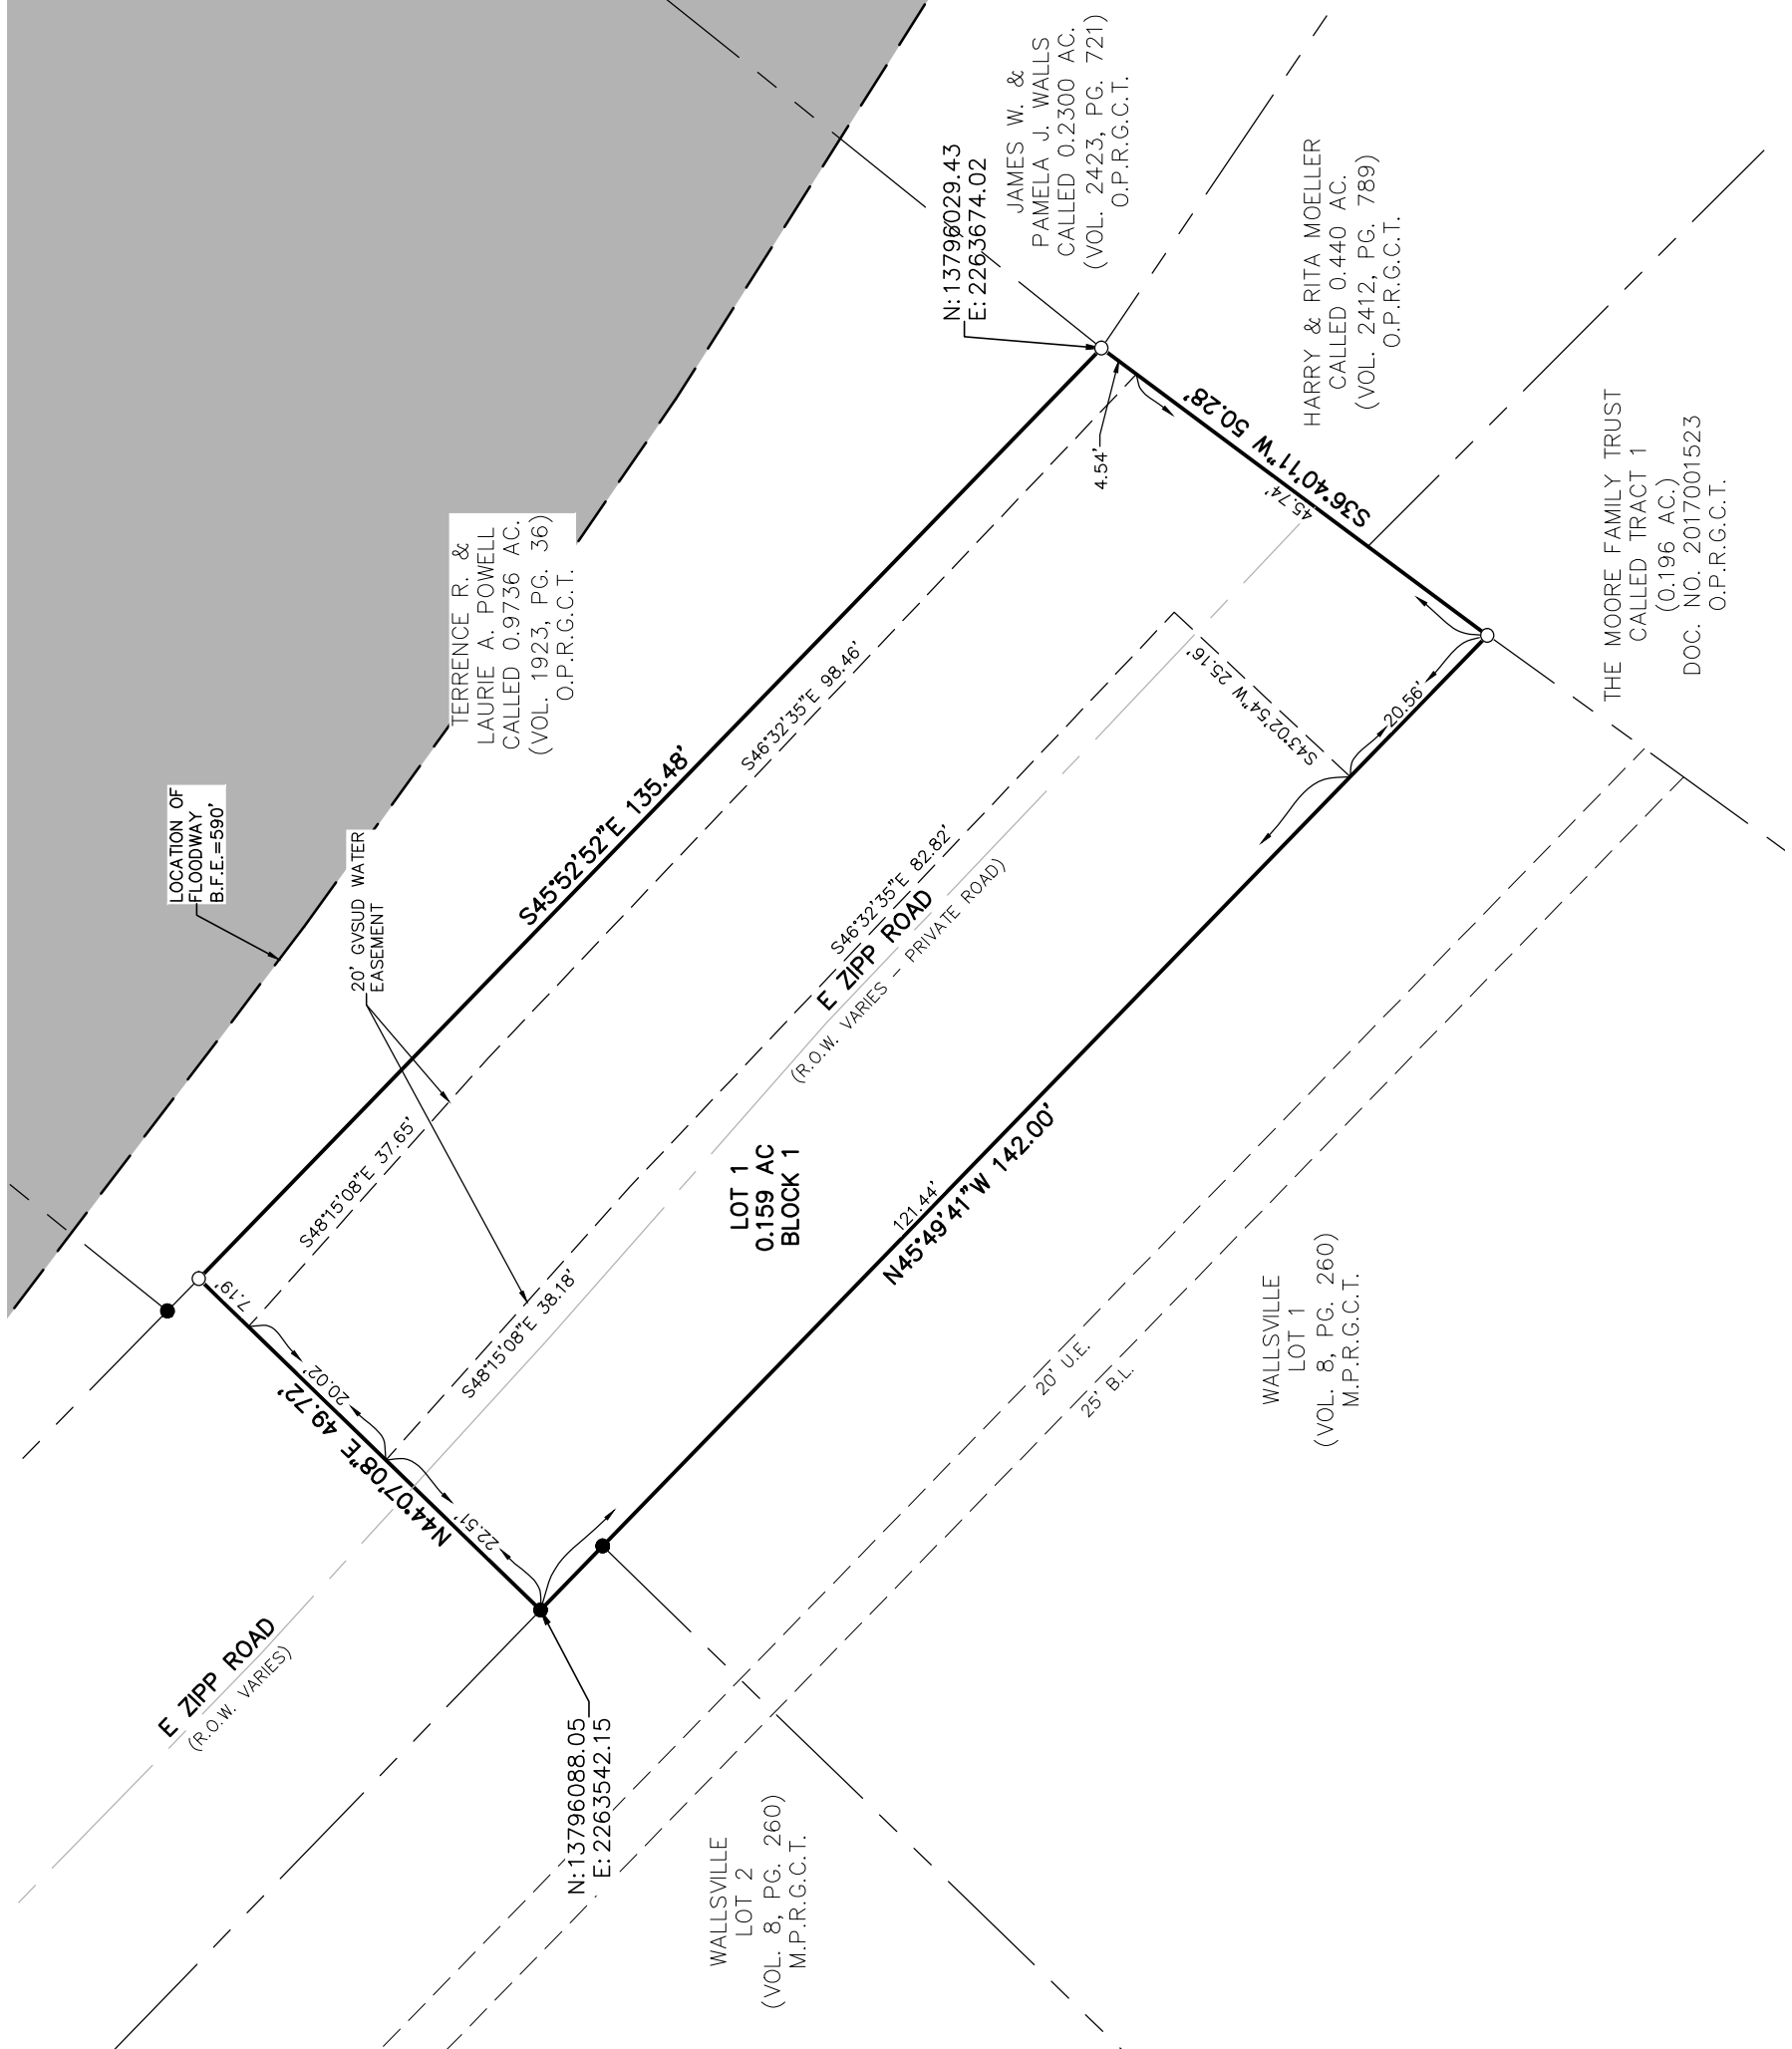 LOCATION OF
FLOODWAY
B.F.E.=590'
20' GVSUD WATER
EASEMENT
TERRENCE R. &
LAURIE A. POWELL
CALLED 0.9736 AC.
(VOL. 1923, PG. 36)
O.P.R.G.C.T.
N:13796029.43
E:2263674.02
JAMES W. &
PAMELA J. WALLS
CALLED 0.2300 AC.
(VOL. 2423, PG. 721)
O.P.R.G.C.T.
HARRY & RITA MOELLER
CALLED 0.440 AC.
(VOL. 2412, PG. 789)
O.P.R.G.C.T.
THE MOORE FAMILY TRUST
CALLED TRACT 1
(0.196 AC.)
DOC. NO. 2017001523
O.P.R.G.C.T.
S45°52'52"E 135.48'
S46°32'35"E 98.46'
S48°15'08"E 37.65'
4.54'
S36°40'11"W 50.28'
45.74'
S46°32'35"E 82.82'
E ZIPP ROAD
(R.O.W. VARIES - PRIVATE ROAD)
S43°02'54"W 25.16'
20.56'
7.19'
20.02'
N44°07'08"E 49.72'
22.51'
S48°15'08"E 38.18'
LOT 1
0.159 AC
BLOCK 1
121.44'
N45°49'41"W 142.00'
E ZIPP ROAD
(R.O.W. VARIES)
N:13796088.05
E:2263542.15
20' U.E.
25' B.L.
WALLSVILLE
LOT 1
(VOL. 8, PG. 260)
M.P.R.G.C.T.
WALLSVILLE
LOT 2
(VOL. 8, PG. 260)
M.P.R.G.C.T.